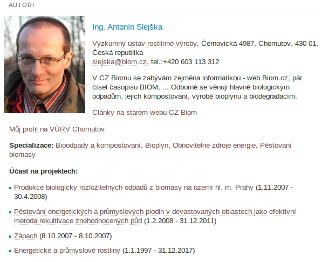 AUTOŘI
Ing. Antonín Slejška
Výzkumný ústav rostlinné výroby, Černovická 4987, Chomutov, 430 01,
Česká republika
slejska@biom.cz, tel.:+420 603 113 312
V CZ Biomu se zabývám zejména informatikou - web Biom.cz, pár
čísel časopisu BIOM, ... Odborně se věnuji hlavně biologickým
odpadům, jejich kompostování, výrobě bioplynu a biodegradacím.
Články na starém webu CZ Biom
Můj profil na VÚRV Chomutov
Specializace: Bioodpady a kompostování, Bioplyn, Obnovitelné zdroje energie, Pěstování
biomasy
Účast na projektech:
Produkce biologicky rozložitelných odpadů z biomasy na území hl. m. Prahy (1.11.2007 -
30.4.2008)
Pěstování energetických a průmyslových plodin v devastovaných oblastech jako efektivní
metoda rekultivace znehodnocených půd (1.2.2008 - 31.12.2011)
Zápach (8.10.2007 - 8.10.2007)
Energetické a průmyslové rostliny (1.1.1997 - 31.12.2017)